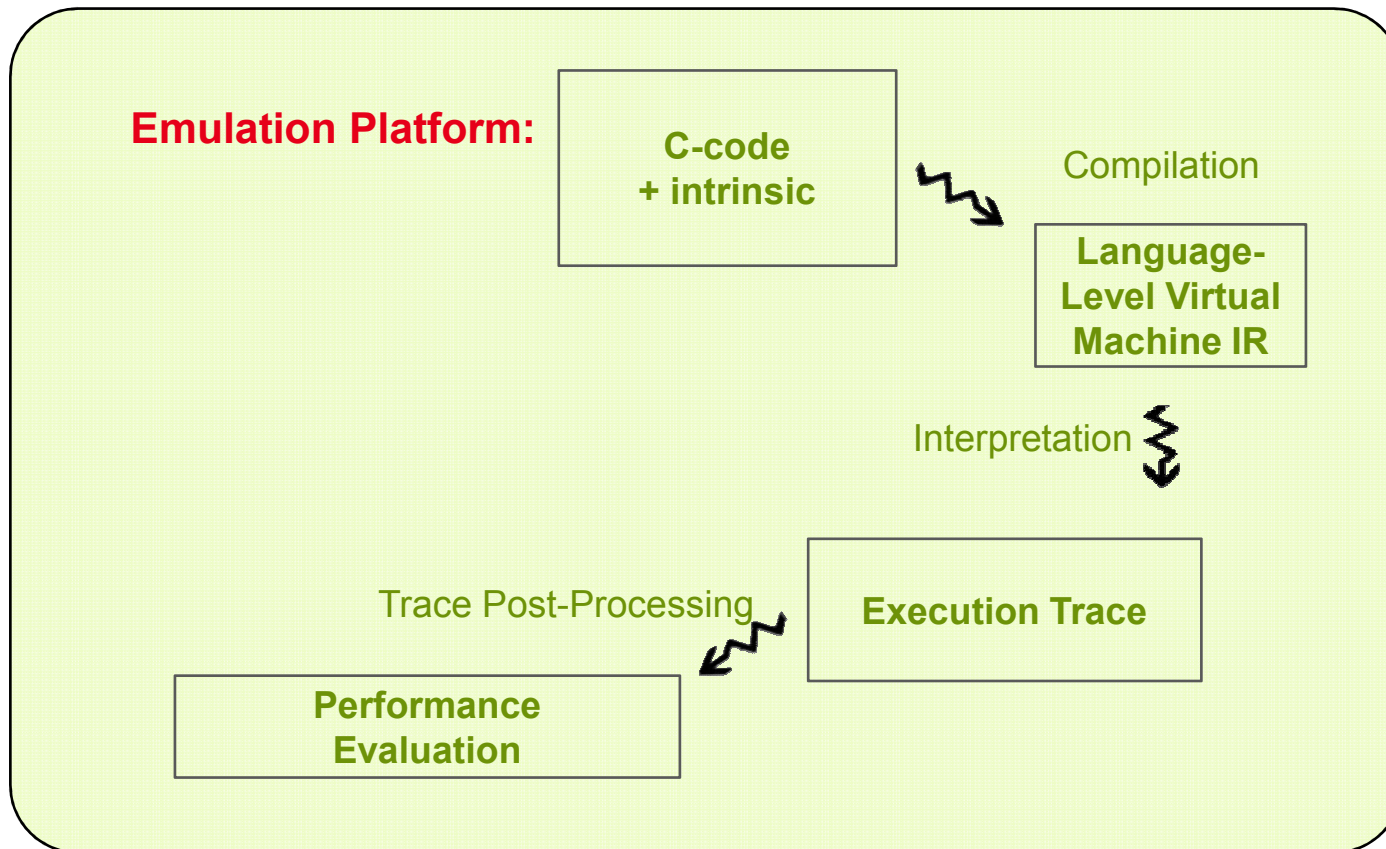 Emulation Platform:
C-code
+ intrinsic
Compilation
Language-
Level Virtual
Machine IR
Interpretation
Execution Trace
Trace Post-Processing
Performance
Evaluation